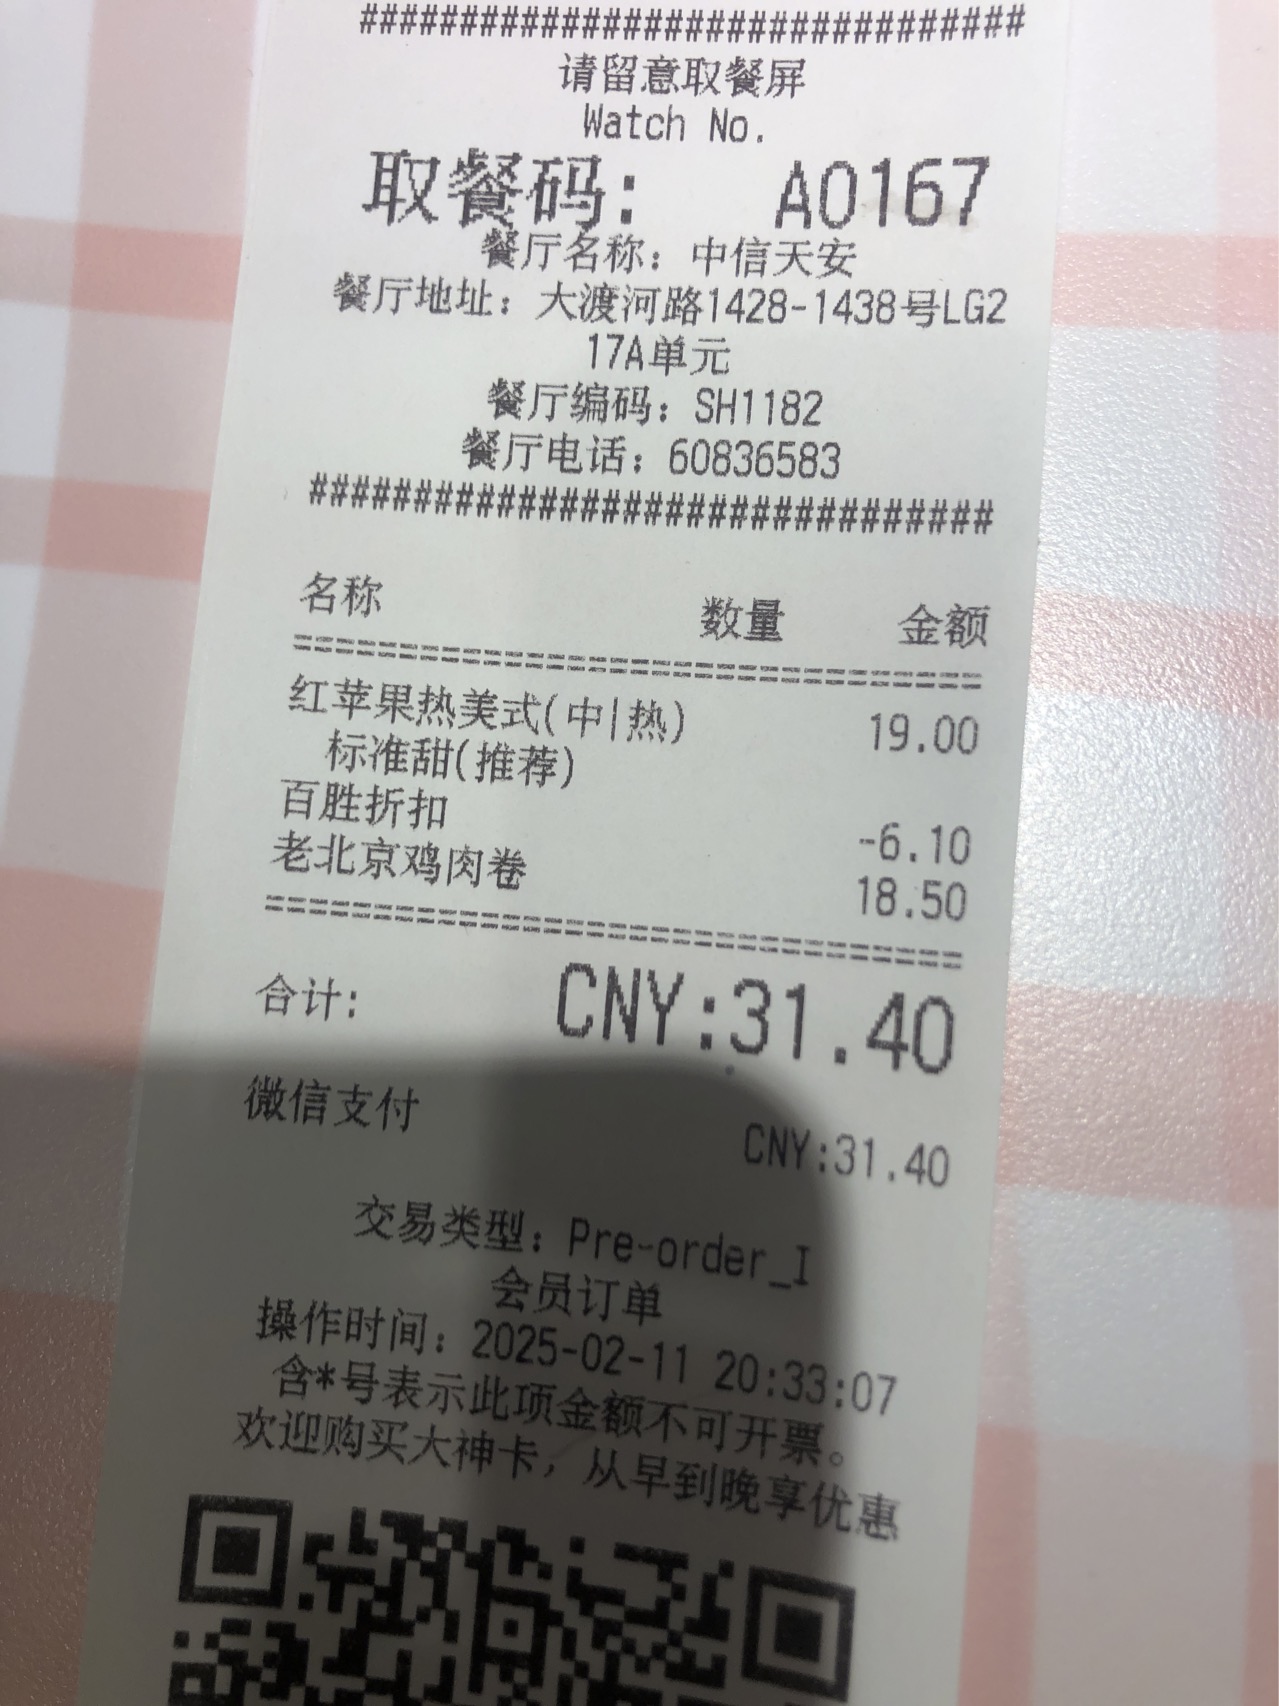 ################################
请留意取餐屏
Watch No.
取餐码: A0167
餐厅名称: 中信天安
餐厅地址: 大渡河路1428-1438号LG2
17A单元
餐厅编码: SH1182
餐厅电话: 60836583
#################################
名称 数量 金额
红苹果热美式(中|热) 19.00
标准甜(推荐)
百胜折扣 -6.10
老北京鸡肉卷 18.50
合计: CNY:31.40
微信支付 CNY:31.40
交易类型: Pre-order_I
会员订单
操作时间: 2025-02-11 20:33:07
含*号表示此项金额不可开票。
欢迎购买大神卡，从早到晚享优惠